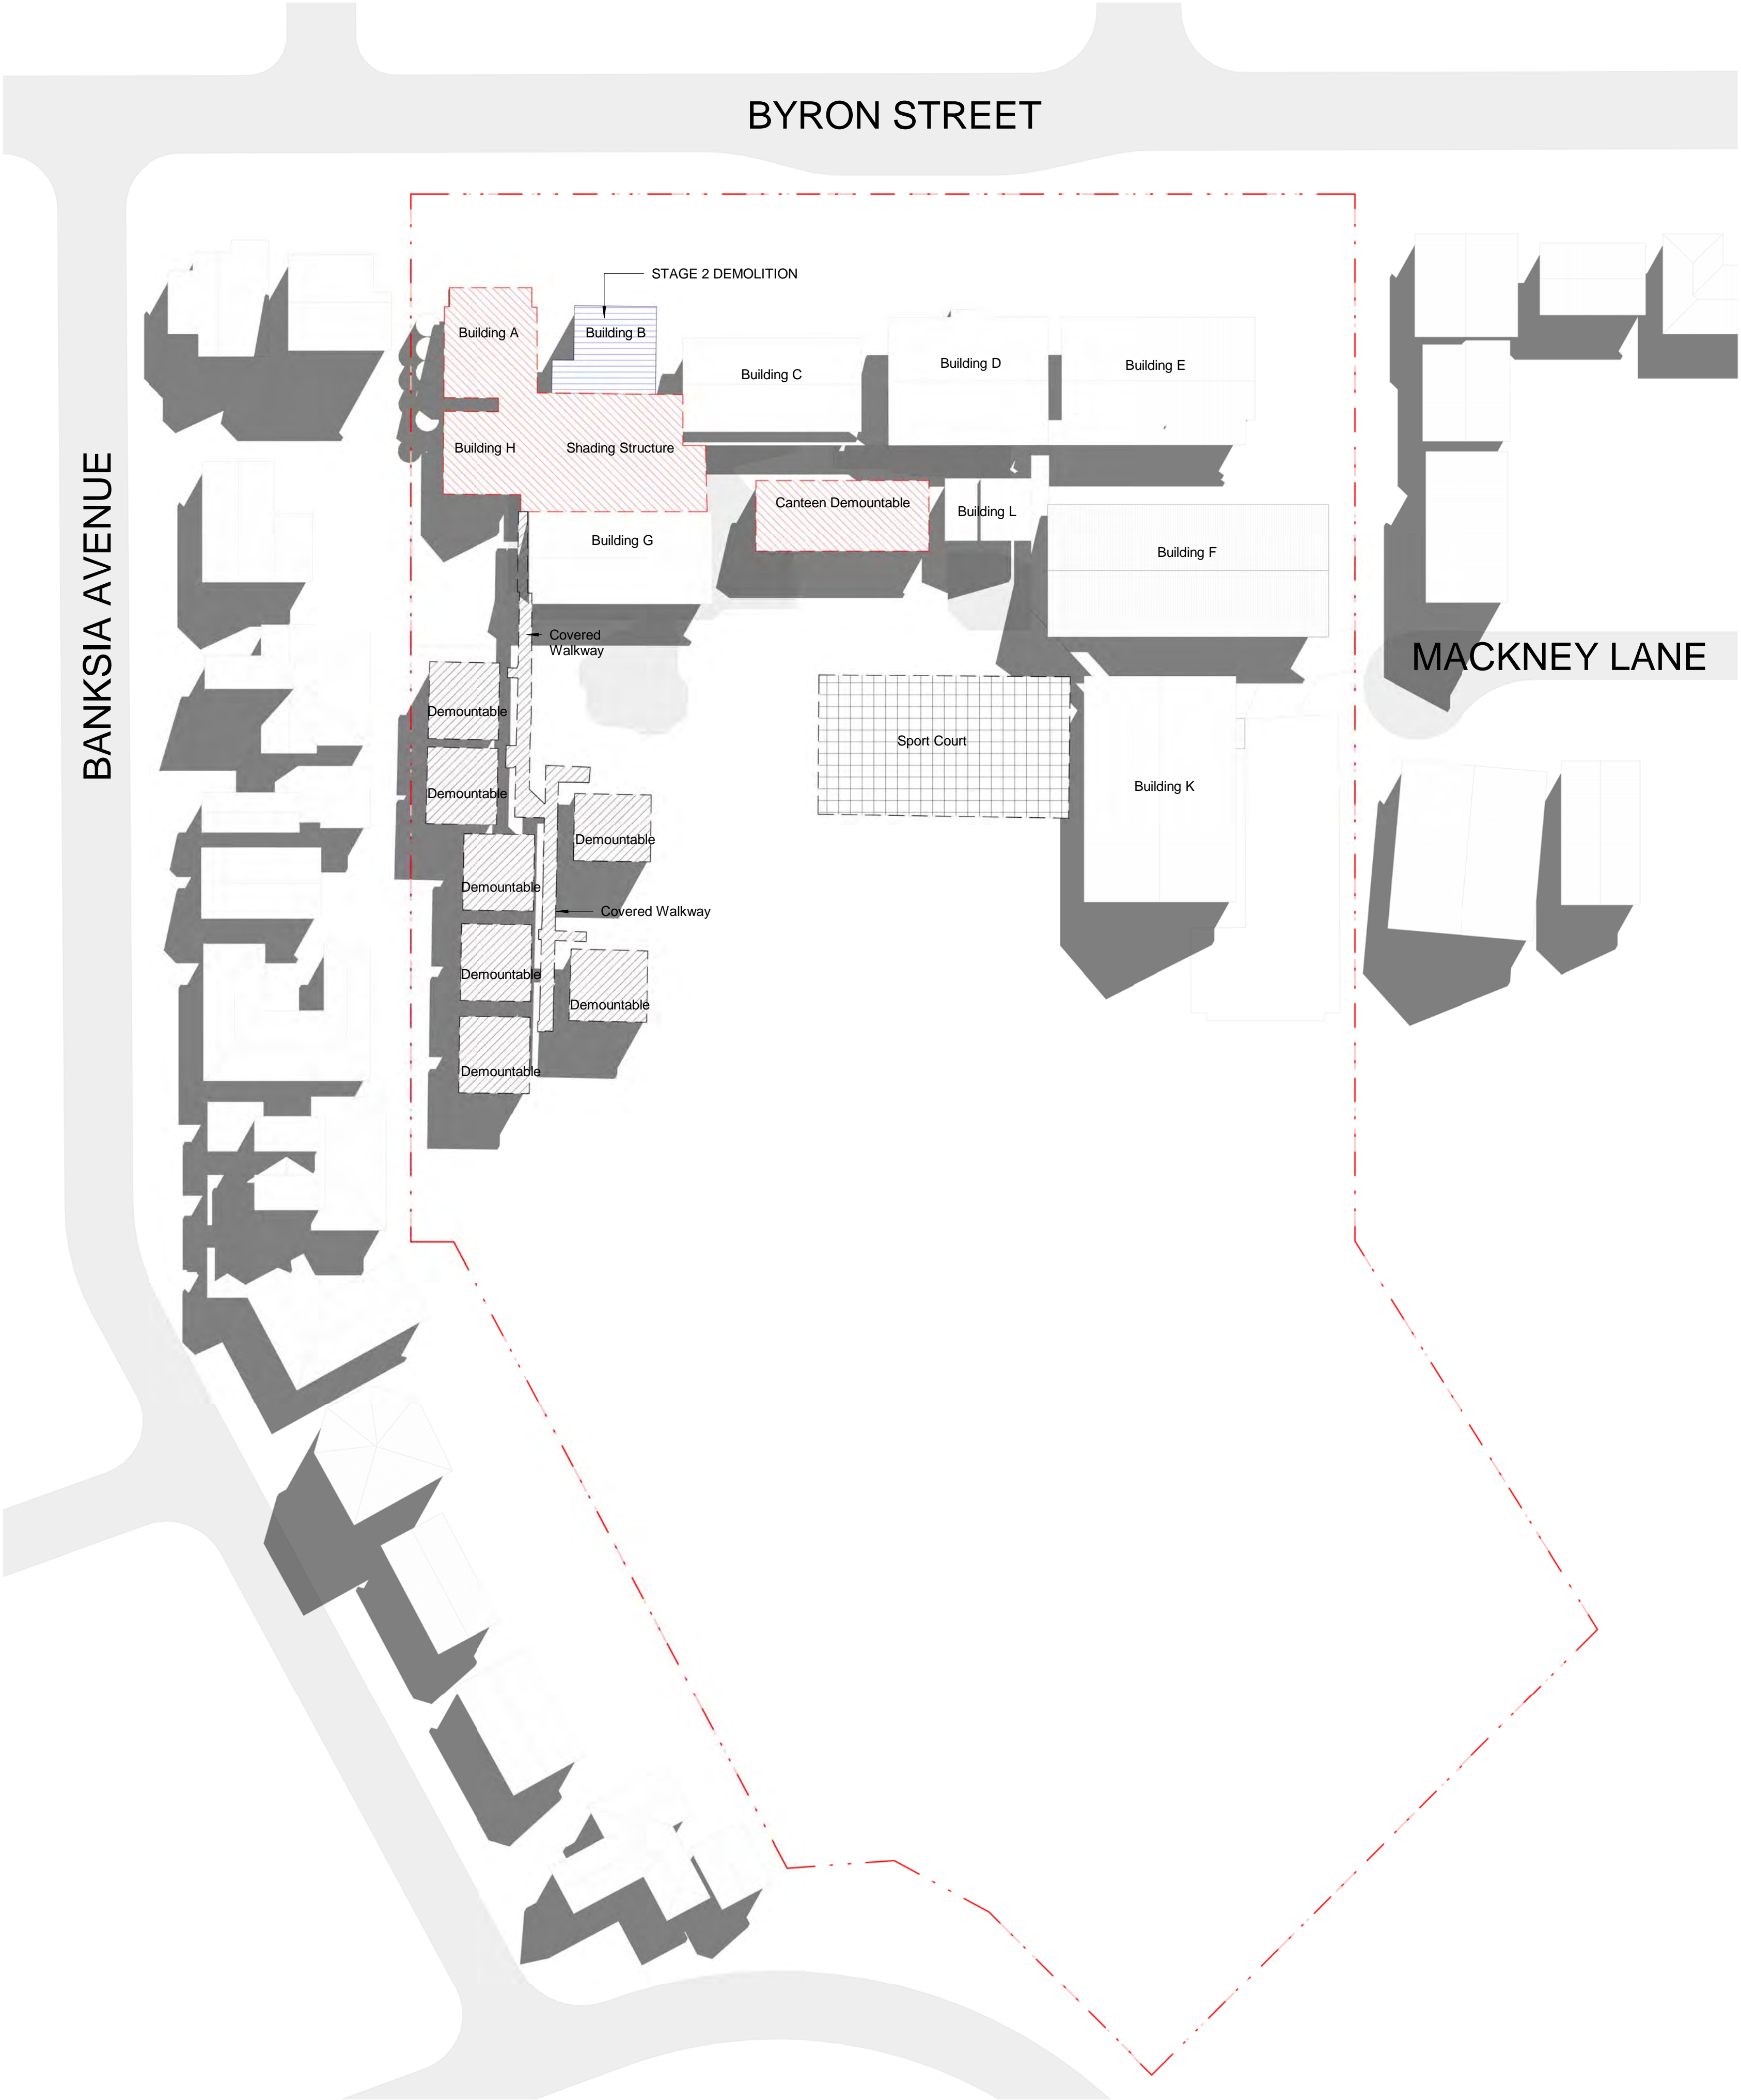 BYRON STREET
STAGE 2 DEMOLITION
Building A
Building B
Building C
Building D
Building E
Building H
Shading Structure
Canteen Demountable
Building L
Building G
Building F
BANKSIA AVENUE
Covered
Walkway
MACKNEY LANE
Demountable
Sport Court
Building K
Demountable
Demountable
Demountable
Covered Walkway
Demountable
Demountable
Demountable